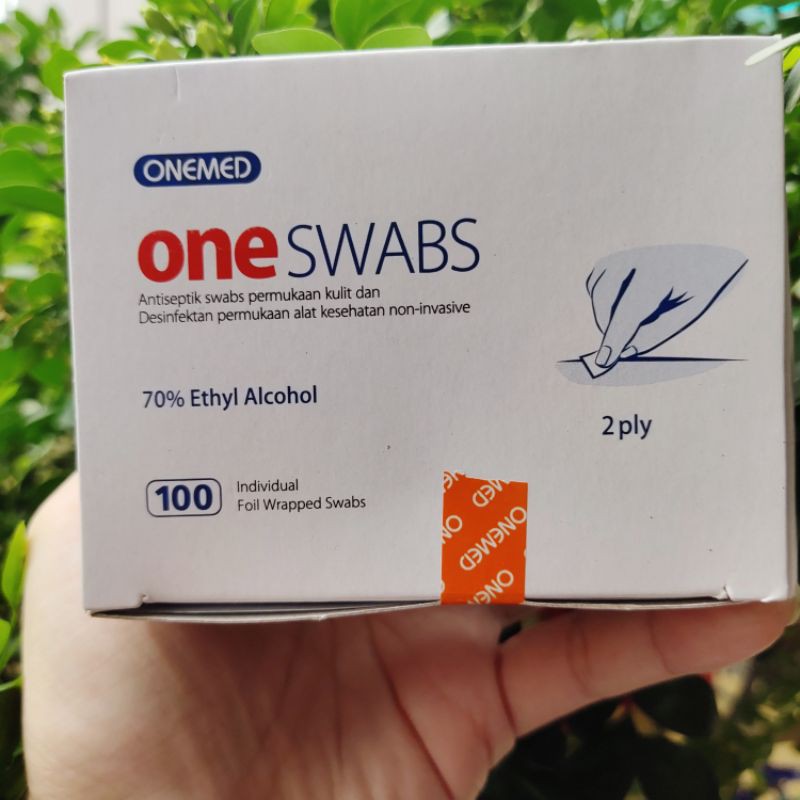 ONEMED
one SWABS
Antiseptik swabs permukaan kulit dan
Desinfektan permukaan alat kesehatan non-invasive
70% Ethyl Alcohol
2 ply
100
Individual
Foil Wrapped Swabs
ONEMED
ONEMED